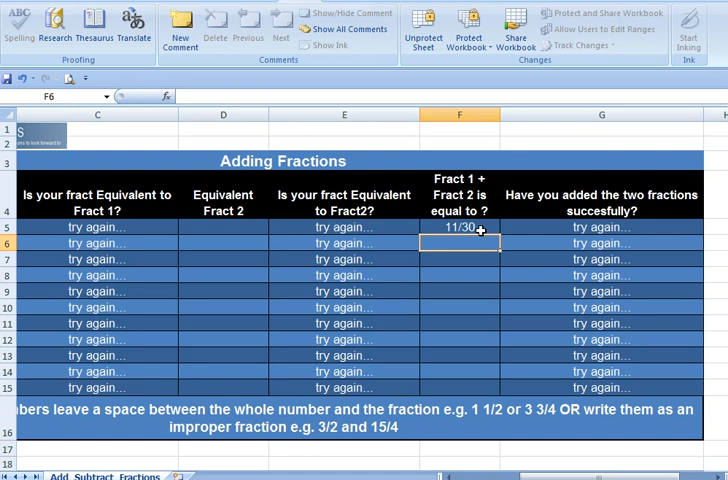 Show/Hide Comment
Show All Comments
Show Ink
Spelling Research Thesaurus Translate
New Comment Delete Previous Next
Unprotect Sheet Protect Workbook Share Workbook
Protect and Share Workbook
Allow Users to Edit Ranges
Track Changes
Start Inking
Proofing Comments Changes Ink
F6 fx
C D E F G H
1
2
S
ons to look forward to
3 Adding Fractions
4 Is your fract Equivalent to Fract 1? Equivalent Fract 2 Is your fract Equivalent to Fract2? Fract 1 + Fract 2 is equal to ? Have you added the two fractions succesfully?
5 try again... try again... 11/30 try again...
6 try again... try again... try again...
7 try again... try again... try again...
8 try again... try again... try again...
9 try again... try again... try again...
10 try again... try again... try again...
11 try again... try again... try again...
12 try again... try again... try again...
13 try again... try again... try again...
14 try again... try again... try again...
15 try again... try again... try again...
16 nbers leave a space between the whole number and the fraction e.g. 1 1/2 or 3 3/4 OR write them as an
improper fraction e.g. 3/2 and 15/4
17
18
Add_Subtract_Fractions